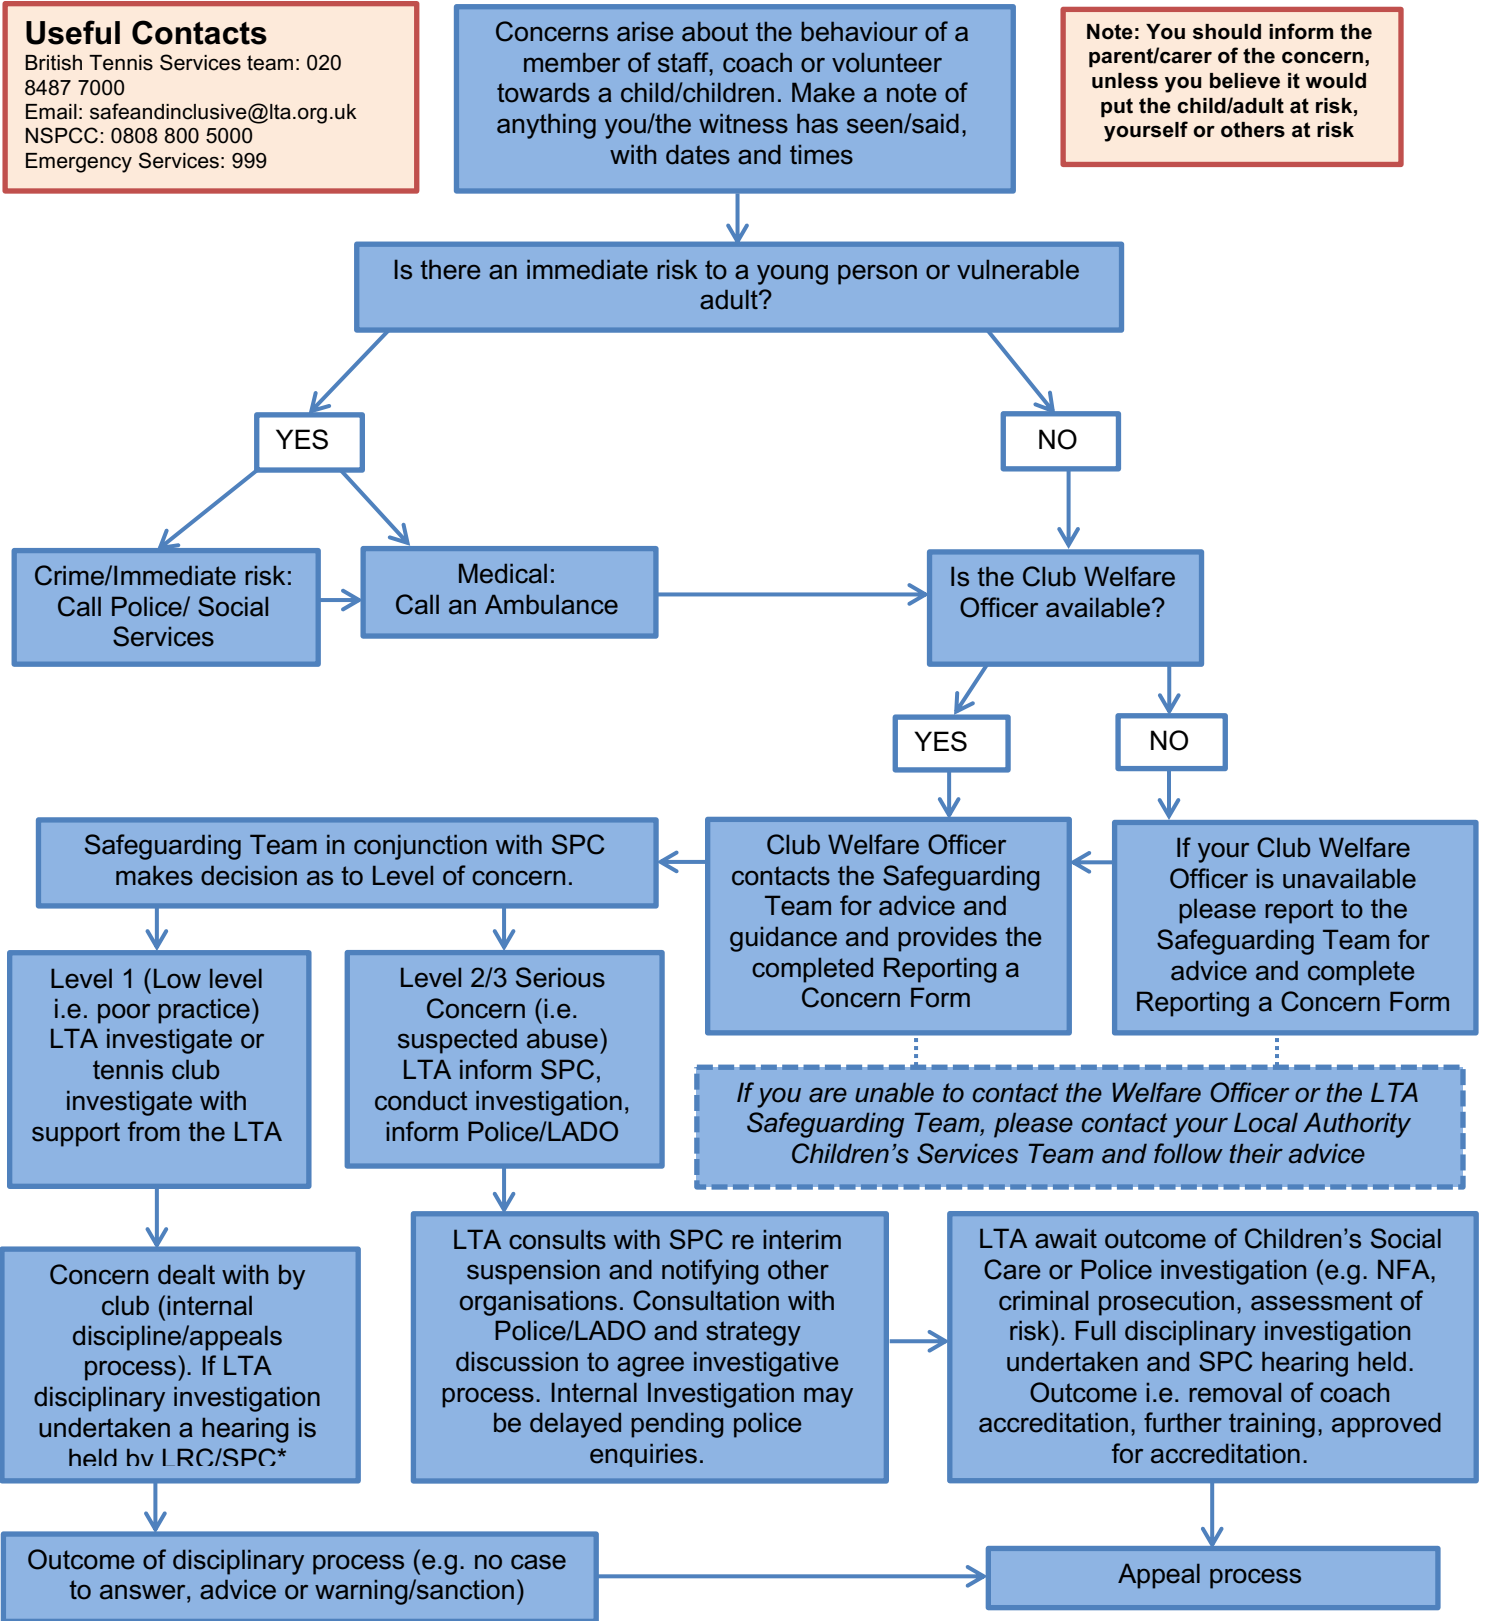 Useful Contacts
British Tennis Services team: 020
8487 7000
Email: safeandinclusive@lta.org.uk
NSPCC: 0808 800 5000
Emergency Services: 999
Concerns arise about the behaviour of a
member of staff, coach or volunteer
towards a child/children. Make a note of
anything you/the witness has seen/said,
with dates and times
Note: You should inform the
parent/carer of the concern,
unless you believe it would
put the child/adult at risk,
yourself or others at risk
Is there an immediate risk to a young person or vulnerable
adult?
YES
NO
Crime/Immediate risk:
Call Police/ Social
Services
Medical:
Call an Ambulance
Is the Club Welfare
Officer available?
YES
NO
Safeguarding Team in conjunction with SPC
makes decision as to Level of concern.
Club Welfare Officer
contacts the Safeguarding
Team for advice and
guidance and provides the
completed Reporting a
Concern Form
If your Club Welfare
Officer is unavailable
please report to the
Safeguarding Team for
advice and complete
Reporting a Concern Form
Level 1 (Low level
i.e. poor practice)
LTA investigate or
tennis club
investigate with
support from the LTA
Level 2/3 Serious
Concern (i.e.
suspected abuse)
LTA inform SPC,
conduct investigation,
inform Police/LADO
If you are unable to contact the Welfare Officer or the LTA
Safeguarding Team, please contact your Local Authority
Children's Services Team and follow their advice
Concern dealt with by
club (internal
discipline/appeals
process). If LTA
disciplinary investigation
undertaken a hearing is
held by LRC/SPC*
LTA consults with SPC re interim
suspension and notifying other
organisations. Consultation with
Police/LADO and strategy
discussion to agree investigative
process. Internal Investigation may
be delayed pending police
enquiries.
LTA await outcome of Children's Social
Care or Police investigation (e.g. NFA,
criminal prosecution, assessment of
risk). Full disciplinary investigation
undertaken and SPC hearing held.
Outcome i.e. removal of coach
accreditation, further training, approved
for accreditation.
Outcome of disciplinary process (e.g. no case
to answer, advice or warning/sanction)
Appeal process